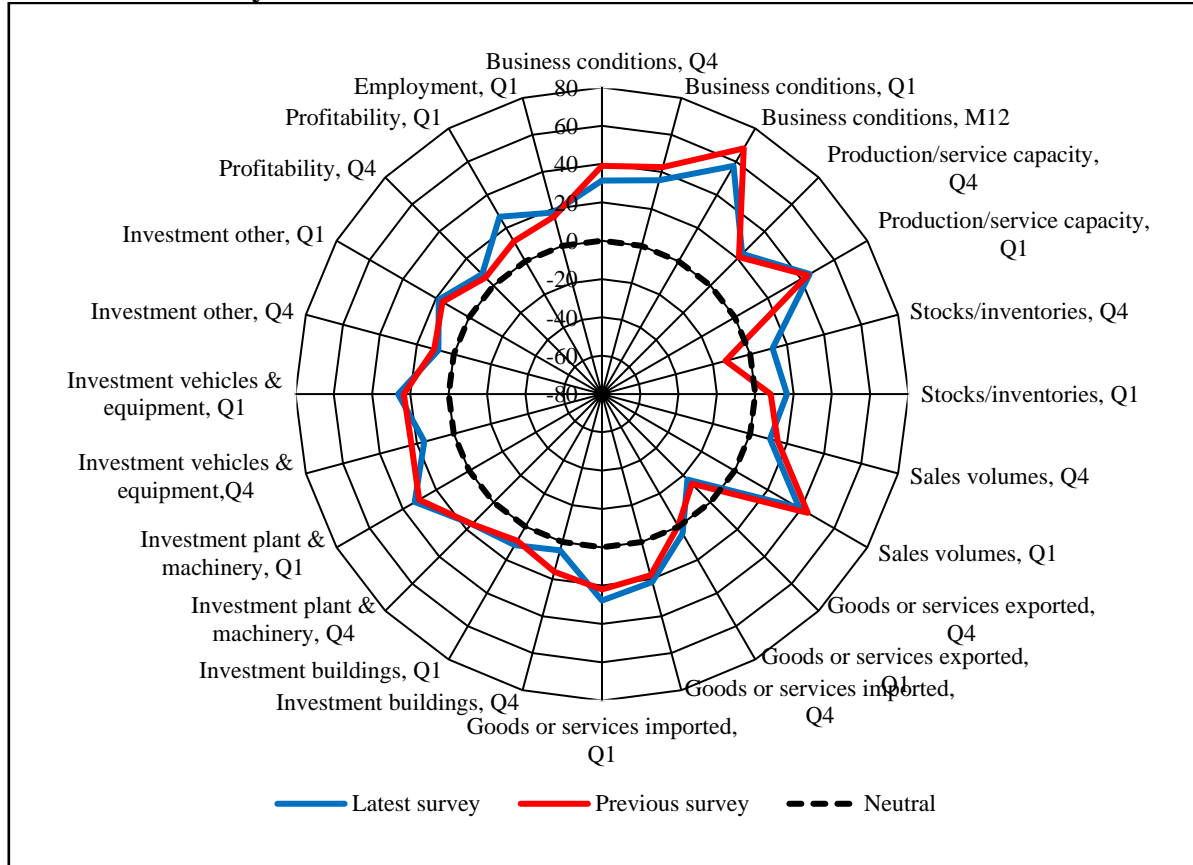 Business conditions, Q4
Business conditions, Q1
Business conditions, M12
Production/service capacity,
Q4
Production/service capacity,
Q1
Stocks/inventories, Q4
Stocks/inventories, Q1
Sales volumes, Q4
Sales volumes, Q1
Goods or services exported,
Q4
Goods or services exported,
Q1
Goods or services imported,
Q4
Goods or services imported,
Q1
Investment buildings, Q4
Investment buildings, Q1
Investment plant &
machinery, Q4
Investment plant &
machinery, Q1
Investment vehicles &
equipment,Q4
Investment vehicles &
equipment, Q1
Investment other, Q4
Investment other, Q1
Profitability, Q4
Profitability, Q1
Employment, Q1
80
60
40
20
0
-20
-40
-60
-80
Latest survey
Previous survey
Neutral